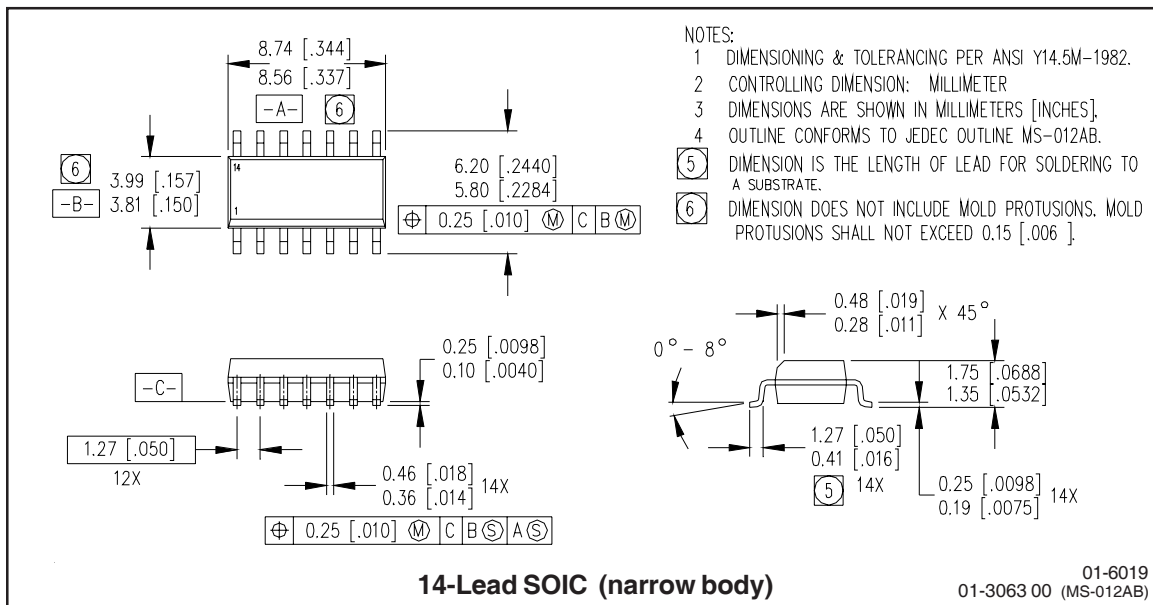 8.74 [.344]
8.56 [.337]
-A- 6
14
1
6
3.99 [.157]
-B- 3.81 [.150]
6.20 [.2440]
5.80 [.2284]
⌖ 0.25 [.010] Ⓜ C B Ⓜ
NOTES:
1 DIMENSIONING & TOLERANCING PER ANSI Y14.5M-1982.
2 CONTROLLING DIMENSION: MILLIMETER
3 DIMENSIONS ARE SHOWN IN MILLIMETERS [INCHES].
4 OUTLINE CONFORMS TO JEDEC OUTLINE MS-012AB.
5 DIMENSION IS THE LENGTH OF LEAD FOR SOLDERING TO
A SUBSTRATE.
6 DIMENSION DOES NOT INCLUDE MOLD PROTUSIONS. MOLD
PROTUSIONS SHALL NOT EXCEED 0.15 [.006 ].
-C-
0.25 [.0098]
0.10 [.0040]
1.27 [.050]
12X
0.46 [.018]
0.36 [.014] 14X
⌖ 0.25 [.010] Ⓜ C B Ⓢ A Ⓢ
0.48 [.019]
0.28 [.011] X 45°
0° - 8°
1.75 [.0688]
1.35 [.0532]
1.27 [.050]
0.41 [.016]
5 14X
0.25 [.0098]
0.19 [.0075] 14X
14-Lead SOIC (narrow body)
01-6019
01-3063 00 (MS-012AB)